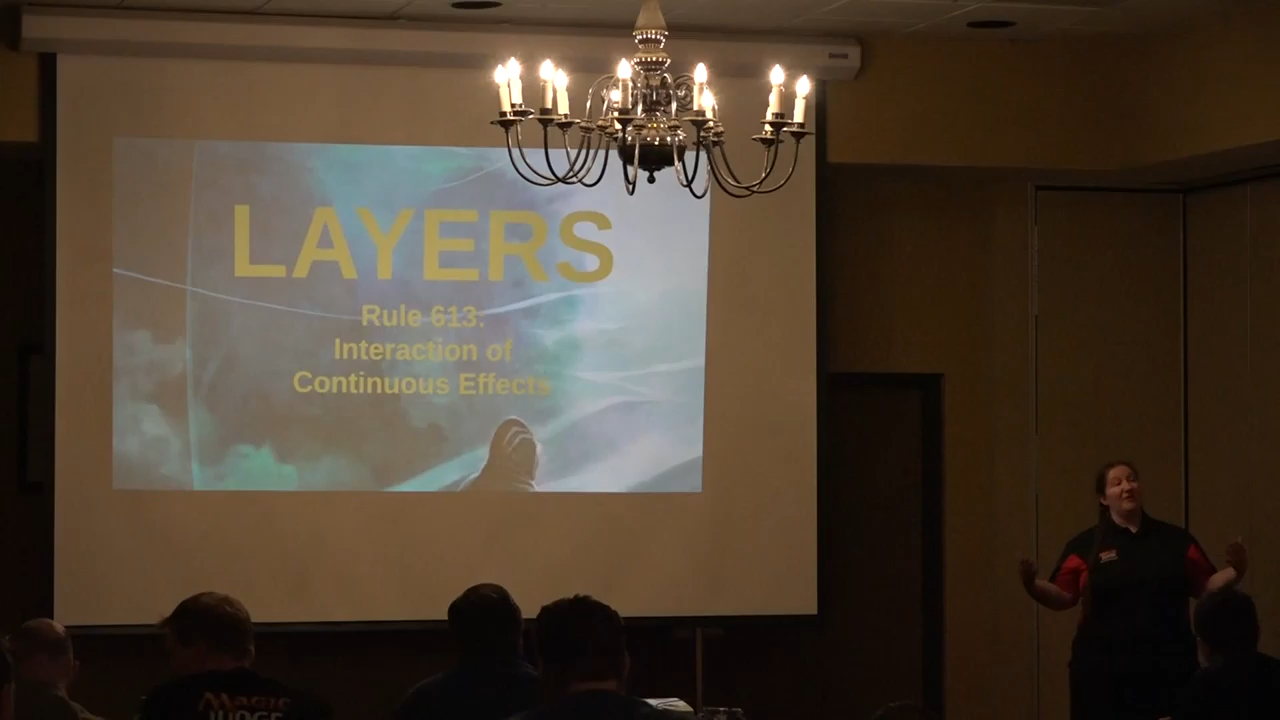 LAYERS
Rule 613.
Interaction of
Continuous Effects
MAGIC
JUDGE